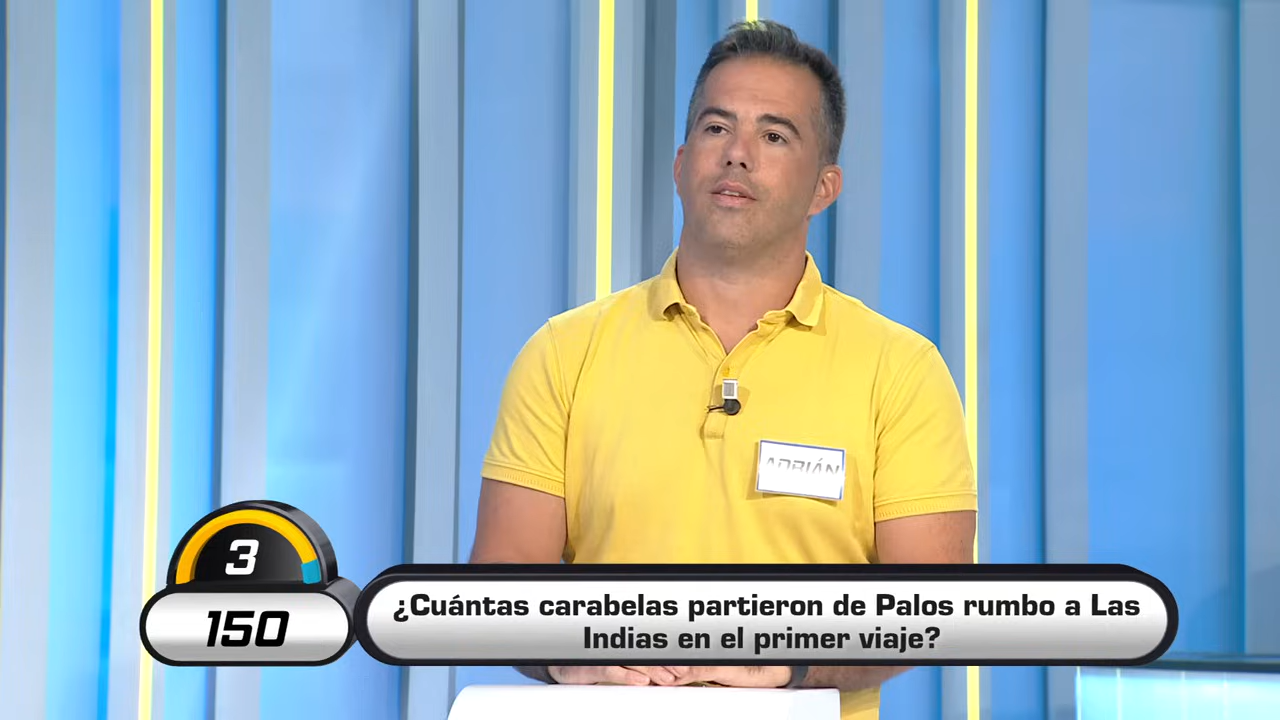 ADRIÁN
3
150
¿Cuántas carabelas partieron de Palos rumbo a Las
Indias en el primer viaje?